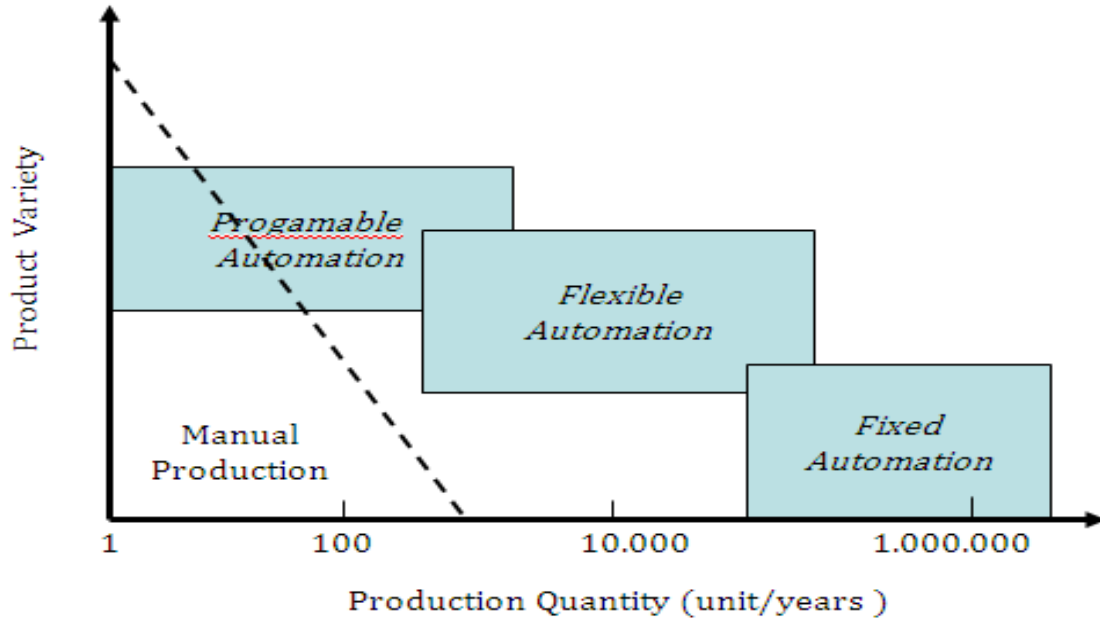 Product Variety
Progamable
Automation
Flexible
Automation
Fixed
Automation
Manual
Production
1
100
10.000
1.000.000
Production Quantity (unit/years )